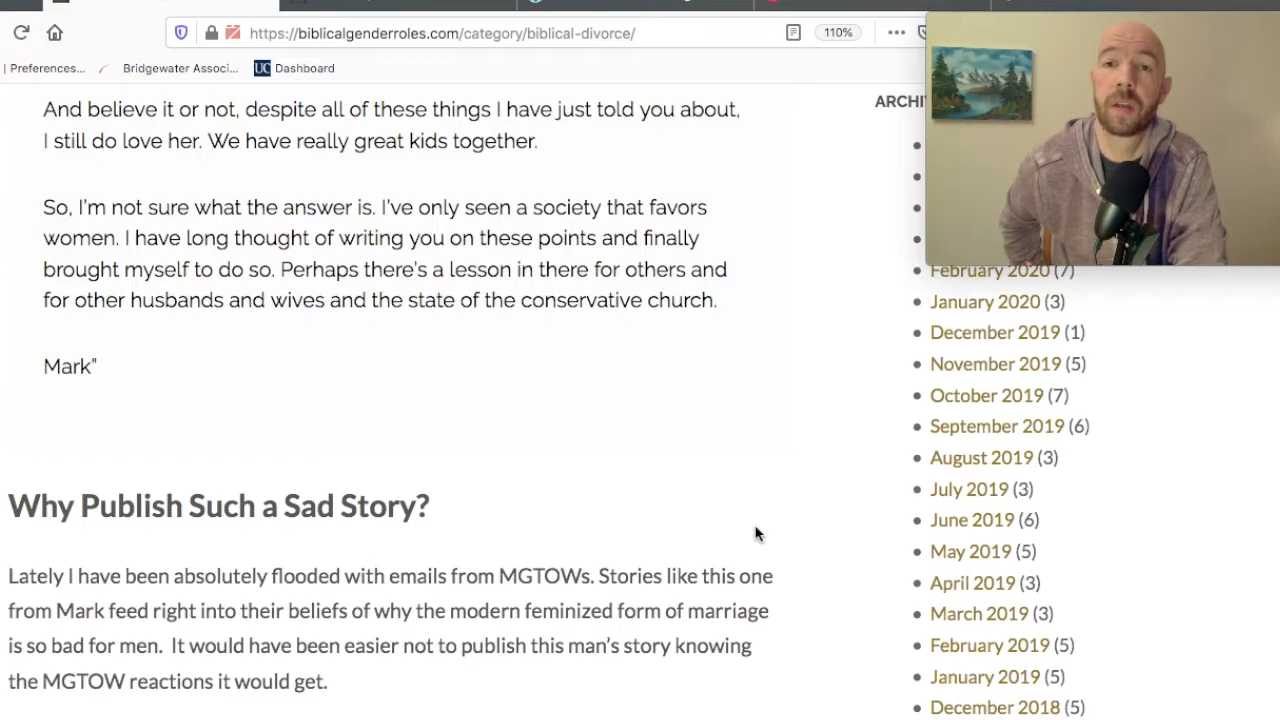 https://biblicalgenderroles.com/category/biblical-divorce/
110%
Preferences...
Bridgewater Associ...
UC Dashboard
And believe it or not, despite all of these things I have just told you about,
I still do love her. We have really great kids together.
So, I'm not sure what the answer is. I've only seen a society that favors
women. I have long thought of writing you on these points and finally
brought myself to do so. Perhaps there's a lesson in there for others and
for other husbands and wives and the state of the conservative church.
Mark"
Why Publish Such a Sad Story?
Lately I have been absolutely flooded with emails from MGTOWs. Stories like this one
from Mark feed right into their beliefs of why the modern feminized form of marriage
is so bad for men. It would have been easier not to publish this man's story knowing
the MGTOW reactions it would get.
ARCHI
February 2020 (7)
January 2020 (3)
December 2019 (1)
November 2019 (5)
October 2019 (7)
September 2019 (6)
August 2019 (3)
July 2019 (3)
June 2019 (6)
May 2019 (5)
April 2019 (3)
March 2019 (3)
February 2019 (5)
January 2019 (5)
December 2018 (5)